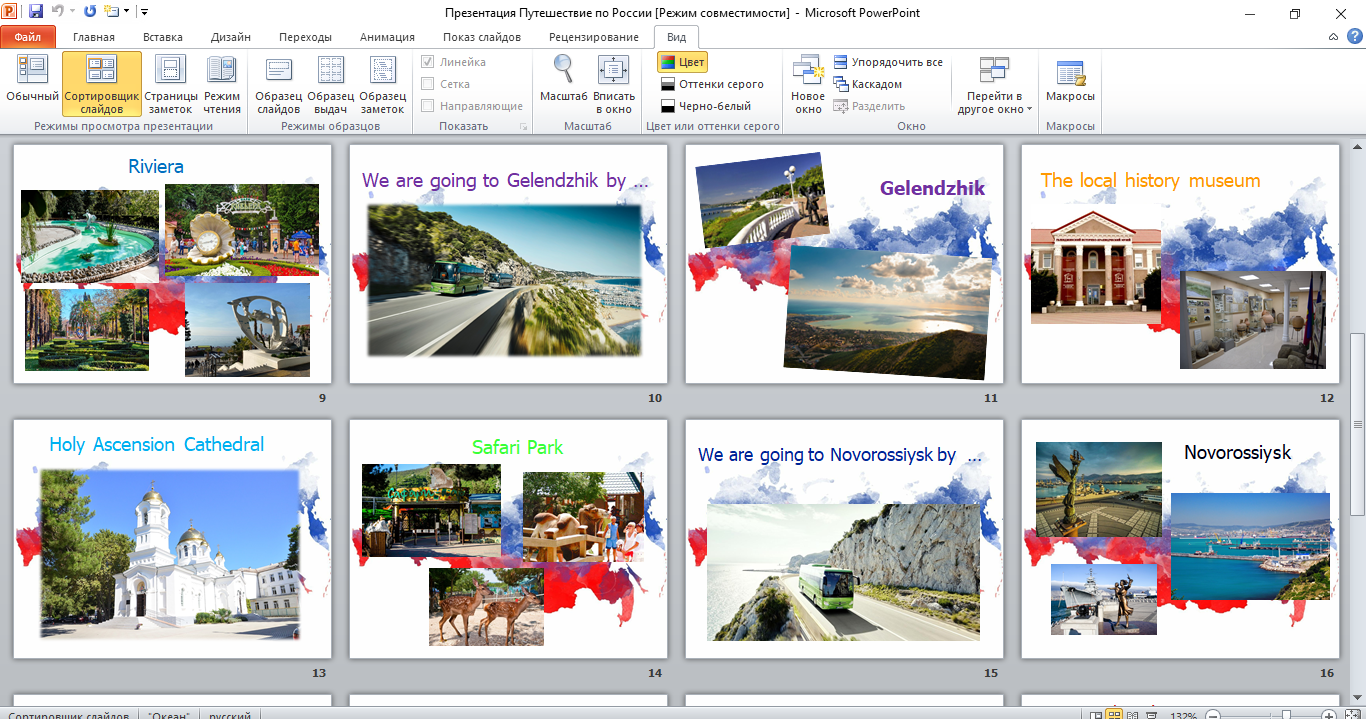 Презентация Путешествие по России [Режим совместимости] - Microsoft PowerPoint
Файл Главная Вставка Дизайн Переходы Анимация Показ слайдов Рецензирование Вид
Обычный Сортировщик слайдов Страницы заметок Режим чтения
Режимы просмотра презентации
Образец слайдов Образец выдач Образец заметок
Режимы образцов
Линейка
Сетка
Направляющие
Показать
Масштаб Вписать в окно
Масштаб
Цвет
Оттенки серого
Черно-белый
Цвет или оттенки серого
Новое окно
Упорядочить все
Каскадом
Разделить
Перейти в другое окно
Окно
Макросы
Макросы
Riviera
9
We are going to Gelendzhik by ...
10
Gelendzhik
11
The local history museum
12
Holy Ascension Cathedral
13
Safari Park
14
We are going to Novorossiysk by ...
15
Novorossiysk
16
Сортировщик слайдов "Океан" русский 132%